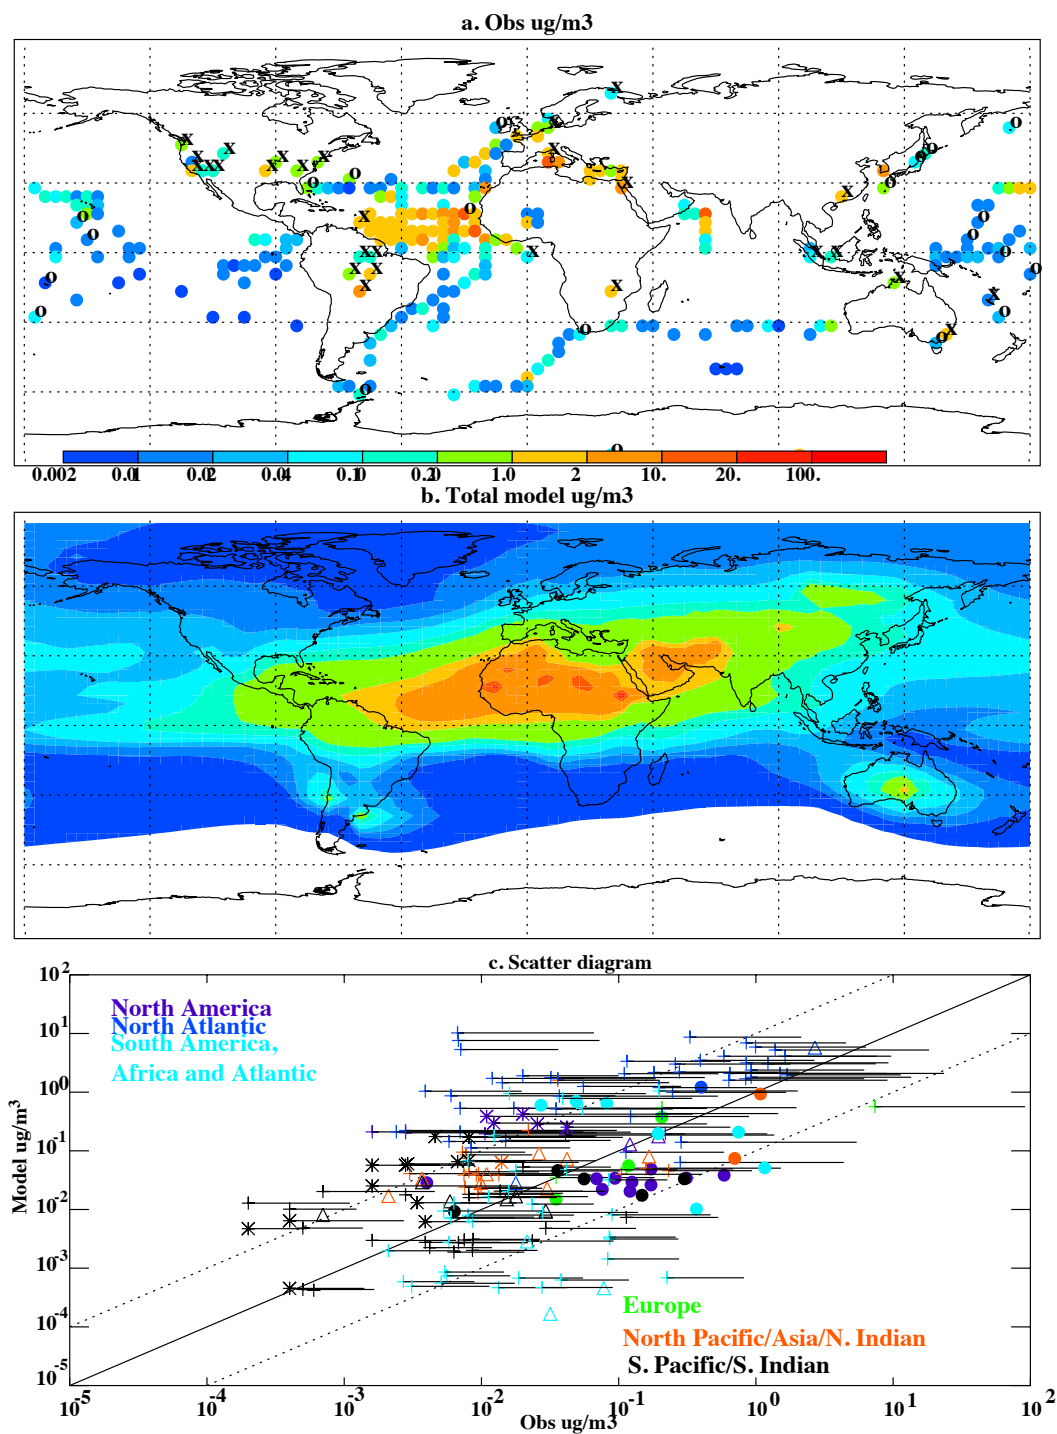 a. Obs ug/m3
0.002 0.01 0.02 0.04 0.10 0.20 1.0 2 10. 20. 100.
b. Total model ug/m3
c. Scatter diagram
10^2
10^1
10^0
10^-1
10^-2
10^-3
10^-4
10^-5
Model ug/m^3
North America
North Atlantic
South America,
Africa and Atlantic
Europe
North Pacific/Asia/N. Indian
S. Pacific/S. Indian
10^-5 10^-4 10^-3 10^-2 10^-1 10^0 10^1 10^2
Obs ug/m3